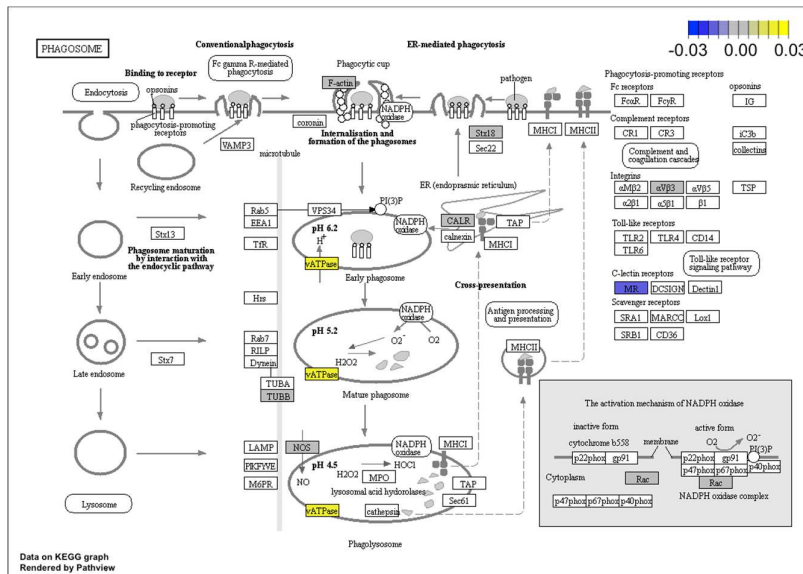 PHAGOSOME
-0.03 0.00 0.03
Conventionalphagocytosis
ER-mediated phagocytosis
Fc gamma R-mediated
phagocytosis
Phagocytic cup
Binding to receptor
opsonins
Endocytosis
F-actin
pathogen
NADPH
oxidase
phagocytosis-promoting
receptors
coronin
Internalisation and
formation of the phagosomes
Stx18
Sec22
MHCI
MHCII
VAMP3
microtubule
Recycling endosome
ER (endoplasmic reticulum)
Phagocytosis-promoting receptors
Fc receptors
opsonins
FcαR
FcγR
IG
Complement receptors
CR1
CR3
iC3b
Complement and
coagulation cascades
collectins
Integrins
αMβ2
αVβ3
αVβ5
TSP
α2β1
α5β1
β1
Toll-like receptors
TLR2
TLR4
CD14
TLR6
Toll-like receptor
signaling pathway
C-lectin receptors
MR
DCSIGN
Dectin1
Scavenger receptors
SRA1
MARCO
Lox1
SRB1
CD36
Rab5
EEA1
VPS34
PI(3)P
NADPH
oxidase
CALR
TAP
calnexin
MHCI
Stx13
TfR
pH 6.2
H+
vATPase
Phagosome maturation
by interaction with
the endocyclic pathway
Early endosome
Early phagosome
Cross-presentation
Hrs
NADPH
oxidase
Antigen processing
and presentation
pH 5.2
O2-
O2
Rab7
RILP
Dynein
H2O2
MHCII
Stx7
Late endosome
vATPase
TUBA
TUBB
Mature phagosome
LAMP
PIKFYVE
M6PR
NOS
NADPH
oxidase
MHCI
pH 4.5
H2O2
HOCl
MPO
NO
lysosomal acid hydorolases
TAP
Sec61
vATPase
cathepsin
Lysosome
Phagolysosome
The activation mechanism of NADPH oxidase
inactive form
active form
cytochrome b558
membrane
O2
O2-
PI(3)P
p22phox
gp91
p22phox
gp91
p47phox
p67phox
p40phox
Cytoplasm
Rac
Rac
p47phox
p67phox
p40phox
NADPH oxidase complex
Data on KEGG graph
Rendered by Pathview